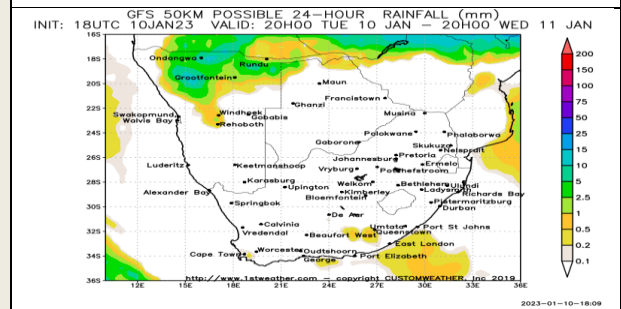 GFS 50KM POSSIBLE 24-HOUR RAINFALL (mm)
INIT: 18UTC 10JAN23 VALID: 20H00 TUE 10 JAN - 20H00 WED 11 JAN
16S
Ondangwa
Rundu
18S
Grootfontein
Maun
20S
Francistown
Ghanzi
22S
Musina
Swakopmund
Windhoek
Gobabis
Walvis Bay
Rehoboth
24S
Polokwane
Phalaborwa
Gaborone
Skukuza
Nelspruit
26S
Pretoria
Johannesburg
Luderitz
Keetmanshoop
Vryburg
Ermelo
28S
Karasburg
Welkom
Bethlehem
Ulundi
Alexander Bay
Upington
Kimberley
Ladysmith
Richards Bay
Bloemfontein
Springbok
Pietermaritzburg
30S
Durban
De Aar
Calvinia
Umtata
Port St Johns
32S
Vredendal
Beaufort West
Queenstown
East London
Cape Town
Worcester
Oudtshoorn
34S
George
Port Elizabeth
http://www.1stweather.com - copyright CUSTOMWEATHER, Inc 2019
36S
12E 15E 18E 21E 24E 27E 30E 33E 36E
200
150
100
75
50
25
15
10
5
2.5
1
0.5
0.2
0.1
2023-01-10-18:09